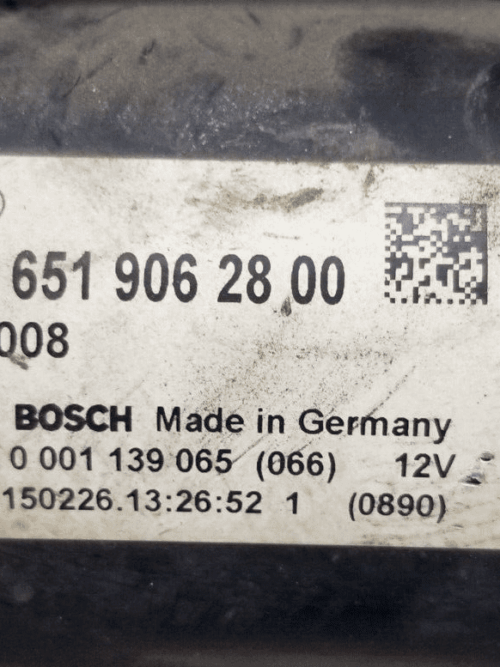 651 906 28 00
008
BOSCH Made in Germany
0 001 139 065 (066) 12V
150226.13:26:52 1 (0890)